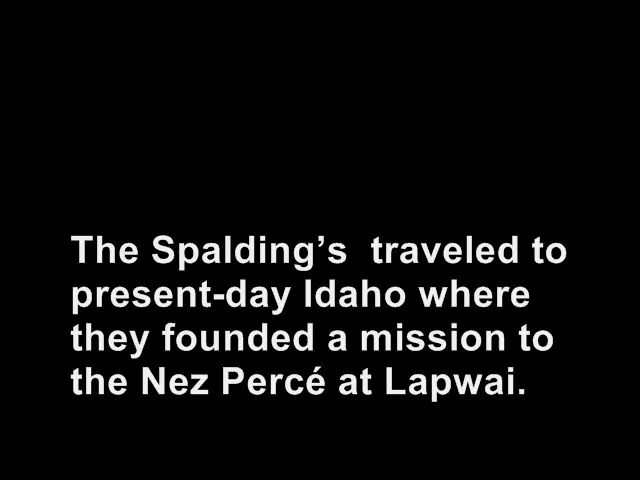 The Spalding’s  traveled to
present-day Idaho where
they founded a mission to
the Nez Percé at Lapwai.